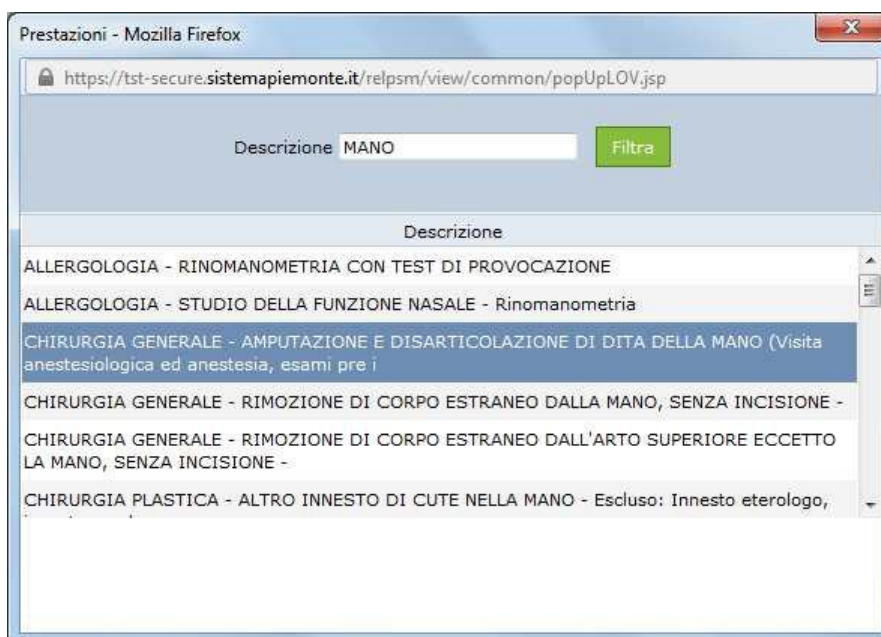 Prestazioni - Mozilla Firefox
https://tst-secure.sistemapiemonte.it/relpsm/view/common/popUpLOV.jsp
Descrizione MANO Filtra
Descrizione
ALLERGOLOGIA - RINOMANOMETRIA CON TEST DI PROVOCAZIONE
ALLERGOLOGIA - STUDIO DELLA FUNZIONE NASALE - Rinomanometria
CHIRURGIA GENERALE - AMPUTAZIONE E DISARTICOLAZIONE DI DITA DELLA MANO (Visita
anestesiologica ed anestesia, esami pre i
CHIRURGIA GENERALE - RIMOZIONE DI CORPO ESTRANEO DALLA MANO, SENZA INCISIONE -
CHIRURGIA GENERALE - RIMOZIONE DI CORPO ESTRANEO DALL'ARTO SUPERIORE ECCETTO
LA MANO, SENZA INCISIONE -
CHIRURGIA PLASTICA - ALTRO INNESTO DI CUTE NELLA MANO - Escluso: Innesto eterologo,